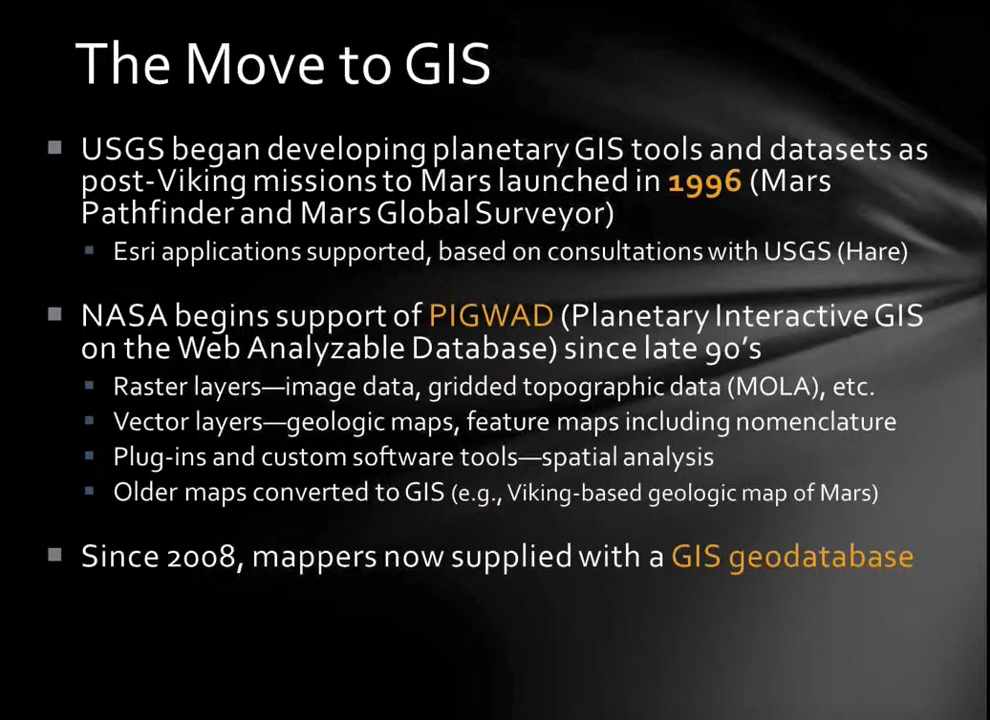 The Move to GIS
USGS began developing planetary GIS tools and datasets as
post-Viking missions to Mars launched in 1996 (Mars
Pathfinder and Mars Global Surveyor)
Esri applications supported, based on consultations with USGS (Hare)
NASA begins support of PIGWAD (Planetary Interactive GIS
on the Web Analyzable Database) since late 90's
Raster layers—image data, gridded topographic data (MOLA), etc.
Vector layers—geologic maps, feature maps including nomenclature
Plug-ins and custom software tools—spatial analysis
Older maps converted to GIS (e.g., Viking-based geologic map of Mars)
Since 2008, mappers now supplied with a GIS geodatabase